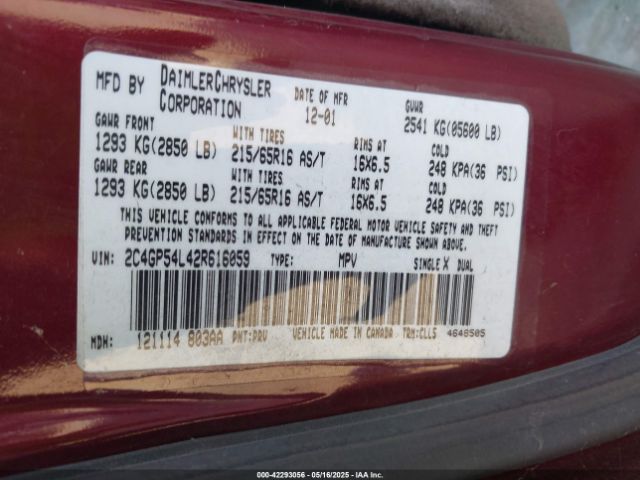 MFD BY DAIMLERCHRYSLER CORPORATION DATE OF MFR 12-01 GVWR 2541 KG(05600 LB)
GAWR FRONT WITH TIRES RIMS AT COLD
1293 KG(2850 LB) 215/65R16 AS/T 16X6.5 248 KPA(36 PSI)
GAWR REAR WITH TIRES RIMS AT COLD
1293 KG(2850 LB) 215/65R16 AS/T 16X6.5 248 KPA(36 PSI)
THIS VEHICLE CONFORMS TO ALL APPLICABLE FEDERAL MOTOR VEHICLE SAFETY AND THEFT
PREVENTION STANDARDS IN EFFECT ON THE DATE OF MANUFACTURE SHOWN ABOVE.
VIN: 2C4GP54L42R616059 TYPE: MPV SINGLE X DUAL
MDH: 121114 803AA PNT:PRV VEHICLE MADE IN CANADA TRM:CLL5 4648505
000-42293056 - 05/16/2025 - IAA Inc.